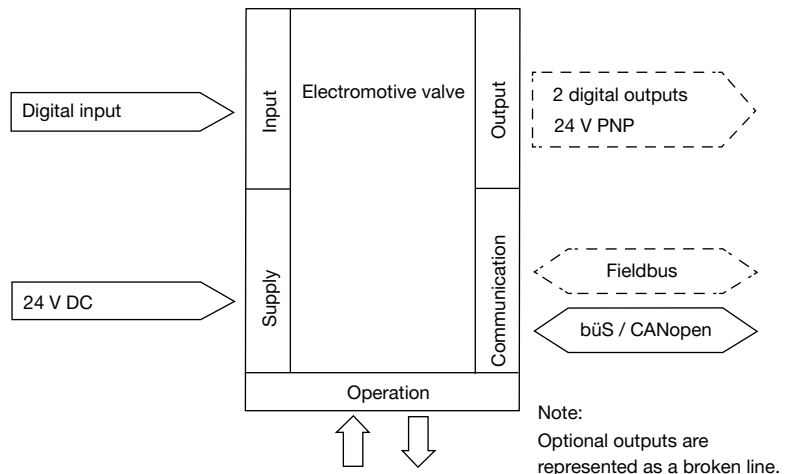 Electromotive valve
Digital input
Input
Output
2 digital outputs
24 V PNP
24 V DC
Supply
Communication
Fieldbus
büS / CANopen
Operation
Note:
Optional outputs are
represented as a broken line.